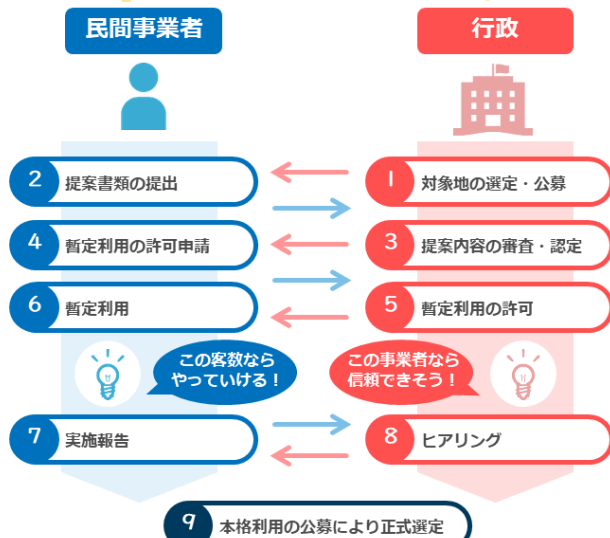 民間事業者
行政
2 提案書類の提出
1 対象地の選定・公募
4 暫定利用の許可申請
3 提案内容の審査・認定
6 暫定利用
5 暫定利用の許可
この客数なら
やっていける！
この事業者なら
信頼できそう！
7 実施報告
8 ヒアリング
9 本格利用の公募により正式選定